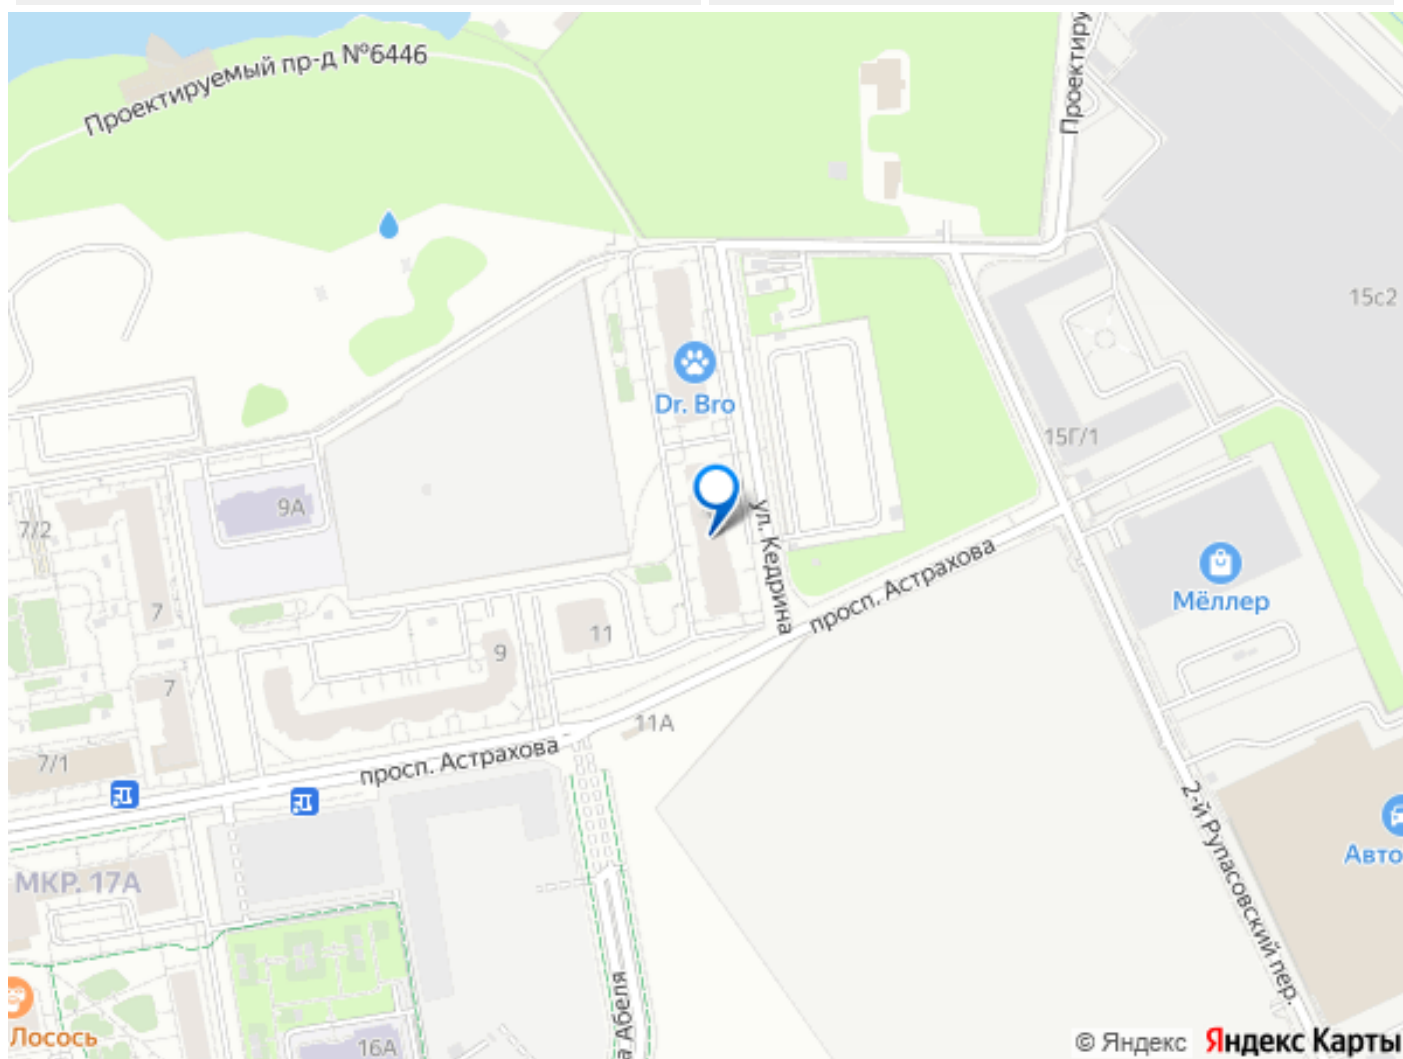 Проектируемый пр-д №6446
Проектиру
15с2
Dr. Bro
15Г/1
9А
7/2
ул. Кедрина
просп. Астрахова
Мёллер
7
11
9
7
11А
7/1
просп. Астрахова
2-й Рупасовский пер.
Авто
МКР. 17А
а Абеля
Лосось
16А
© Яндекс Яндекс Карты